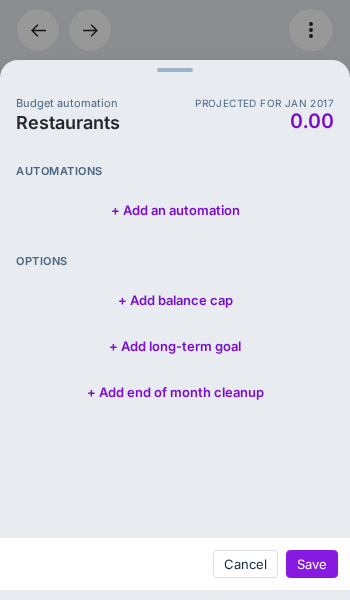 Budget automation
PROJECTED FOR JAN 2017
Restaurants
0.00
AUTOMATIONS
+ Add an automation
OPTIONS
+ Add balance cap
+ Add long-term goal
+ Add end of month cleanup
Cancel
Save